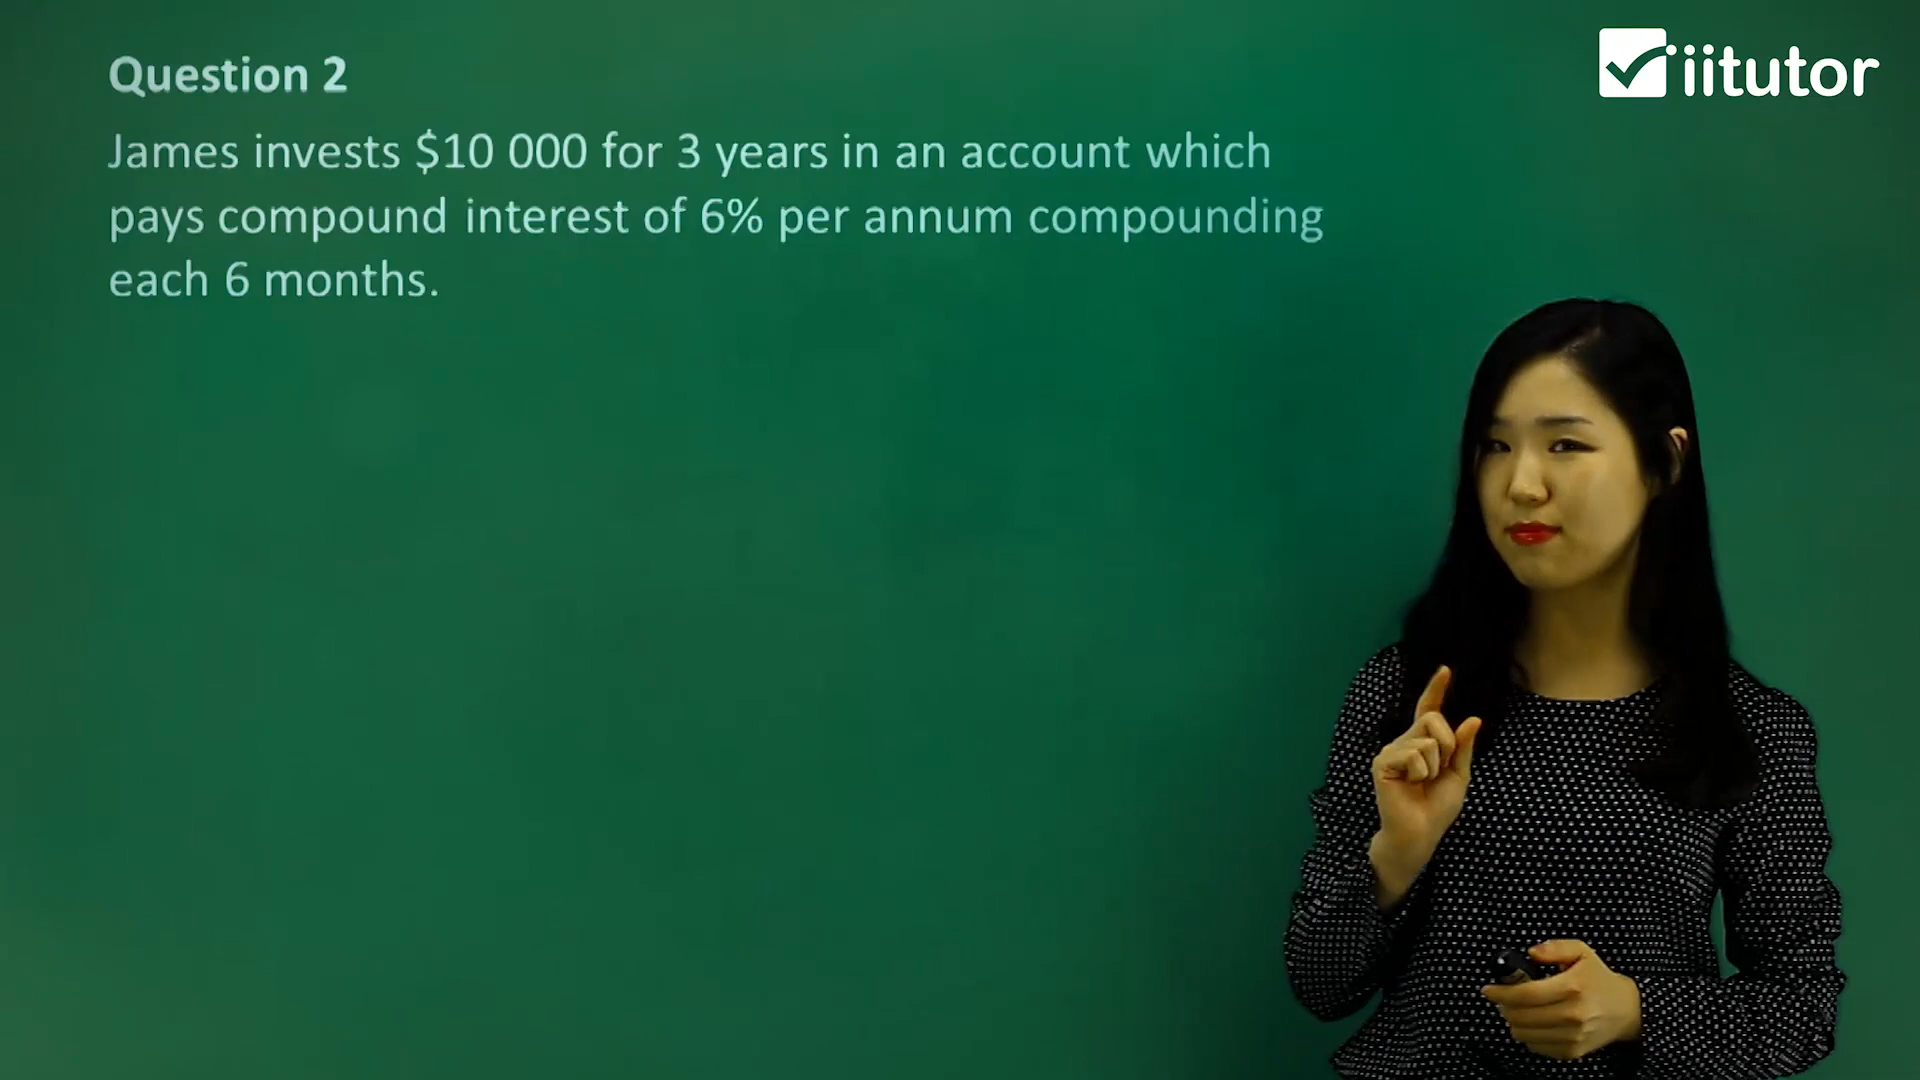 iitutor
Question 2
James invests $10 000 for 3 years in an account which
pays compound interest of 6% per annum compounding
each 6 months.